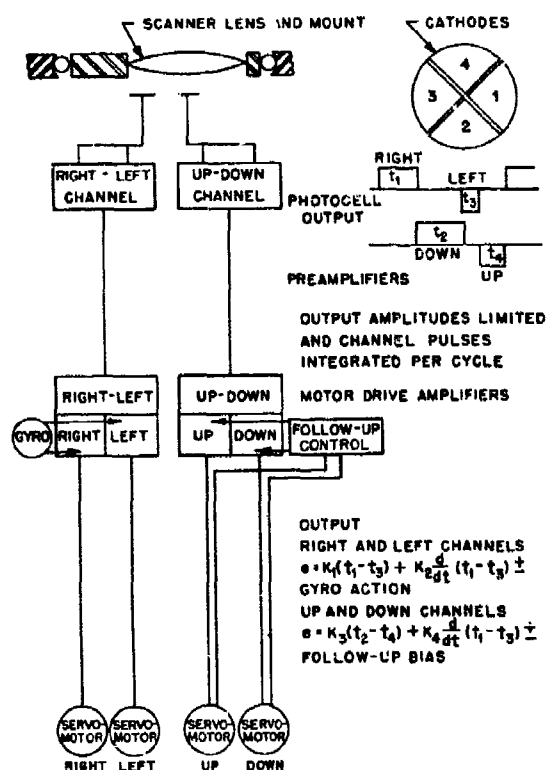 SCANNER LENS AND MOUNT
CATHODES
4
3
1
2
RIGHT - LEFT
CHANNEL
UP-DOWN
CHANNEL
RIGHT
t₁
LEFT
t₃
PHOTOCELL
OUTPUT
t₂
DOWN
t₄
UP
PREAMPLIFIERS
OUTPUT AMPLITUDES LIMITED
AND CHANNEL PULSES
INTEGRATED PER CYCLE
RIGHT-LEFT
UP-DOWN
MOTOR DRIVE AMPLIFIERS
GYRO
RIGHT
LEFT
UP
DOWN
FOLLOW-UP
CONTROL
OUTPUT
RIGHT AND LEFT CHANNELS
e = K₁(t₁-t₃) + K₂ d/dt (t₁-t₃) ±
GYRO ACTION
UP AND DOWN CHANNELS
e = K₃(t₂-t₄) + K₄ d/dt (t₁-t₃) ±
FOLLOW-UP BIAS
SERVO-
MOTOR
SERVO-
MOTOR
SERVO-
MOTOR
SERVO-
MOTOR
RIGHT
LEFT
UP
DOWN